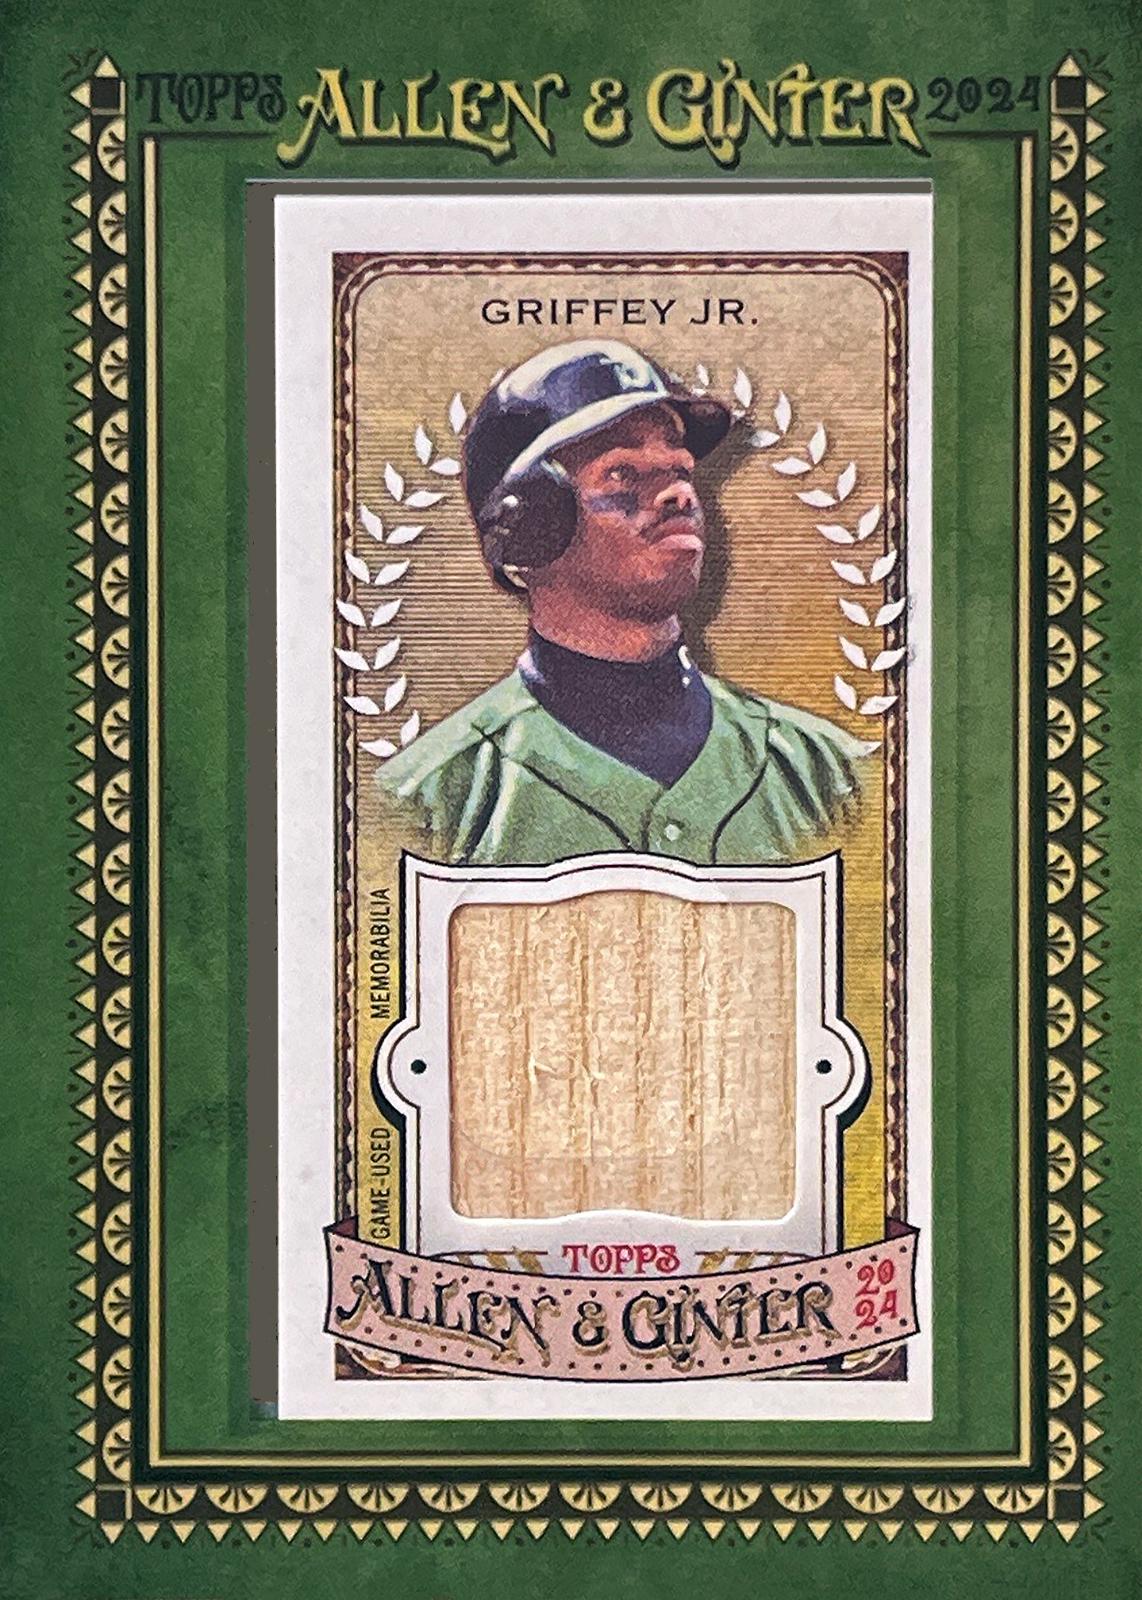 TOPPS ALLEN & GINTER 2024
GRIFFEY JR.
GAME-USED MEMORABILIA
TOPPS
ALLEN & GINTER 2024